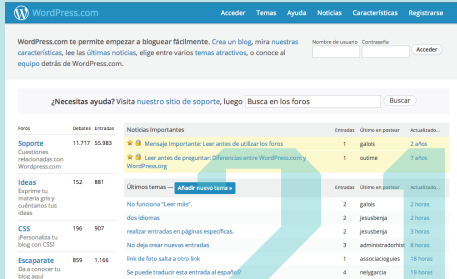 WordPress.com
Acceder Temas Ayuda Noticias Características Registrarse
WordPress.com te permite empezar a bloguear fácilmente. Crea un blog, mira nuestras
características, lee las últimas noticias, elige entre varios temas atractivos, o conoce al
equipo detrás de WordPress.com.
Nombre de usuario Contraseña
Acceder
¿Necesitas ayuda? Visita nuestro sitio de soporte, luego Busca en los foros Buscar
Foros Debates Entradas
Soporte 11.717 55.983
Cuestiones
relacionadas con
WordPress.com
Ideas 152 881
Exprime tu
materia gris y
cuéntanos tus
ideas
CSS 196 907
¡Personaliza tu
blog con CSS!
Escaparate 859 1.166
Da a conocer tu
blog aquí
Noticias Importantes Entradas Último en postear Actualizado...
Mensaje Importante: Leer antes de utilizar los foros 1 galois 2 años
Leer antes de preguntar: Diferencias entre WordPress.com y
WordPress.org 1 outime 7 años
Últimos temas — Añadir nuevo tema » Entradas Último en postear Actualizado...
No funciona "Leer más". 2 galois 2 horas
dos idiomas 2 jesusbenja 2 horas
realizar entradas en páginas específicas. 2 jesusbenja 2 horas
No deja crear nuevas entradas 3 administradorhist 8 horas
link de foto salta a otro link 1 associaciogules 18 horas
Se puede traducir esta entrada al español? 4 nelygarcia 19 horas